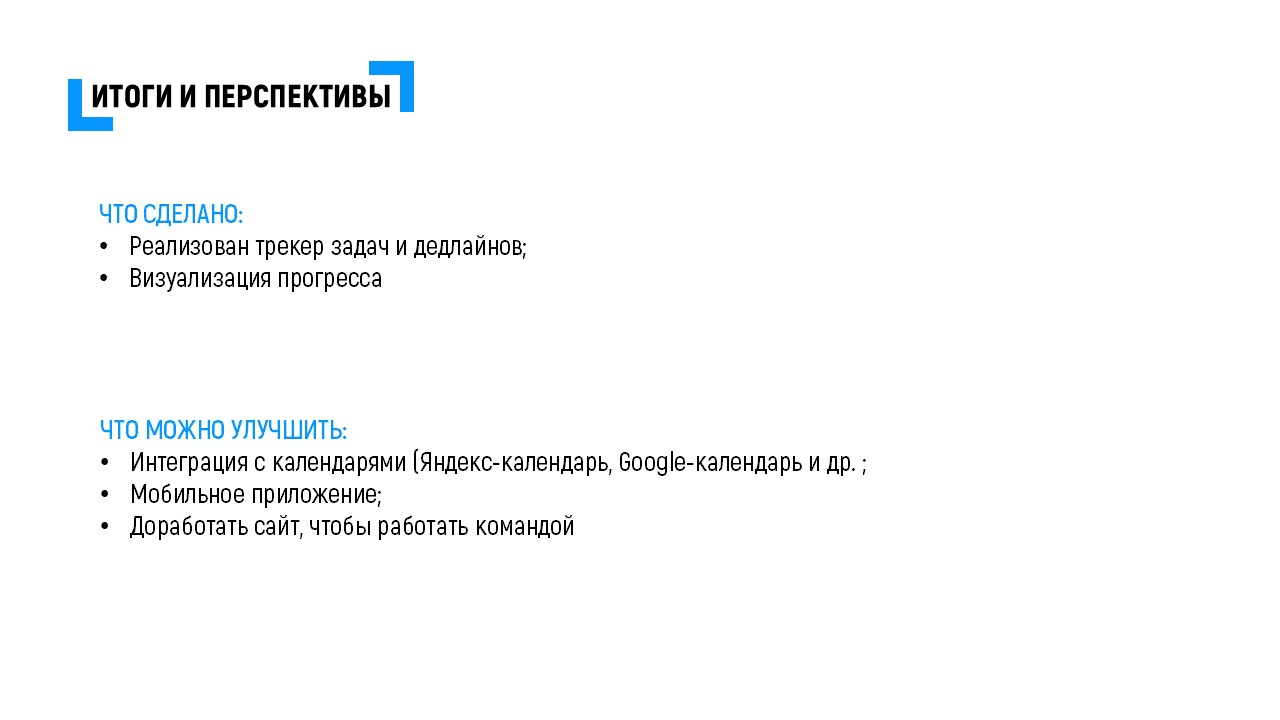 ИТОГИ И ПЕРСПЕКТИВЫ
ЧТО СДЕЛАНО:
• Реализован трекер задач и дедлайнов;
• Визуализация прогресса
ЧТО МОЖНО УЛУЧШИТЬ:
• Интеграция с календарями (Яндекс-календарь, Google-календарь и др. ;
• Мобильное приложение;
• Доработать сайт, чтобы работать командой